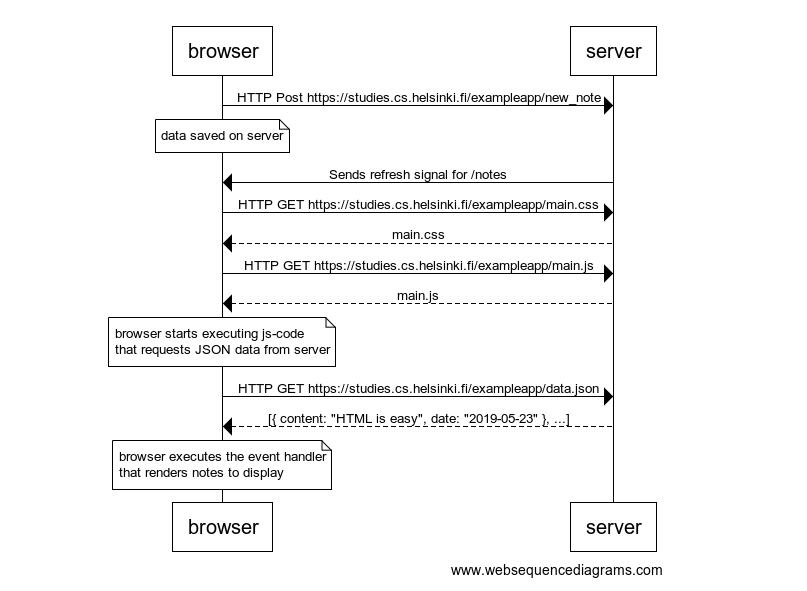 browser
server
HTTP Post https://studies.cs.helsinki.fi/exampleapp/new_note
data saved on server
Sends refresh signal for /notes
HTTP GET https://studies.cs.helsinki.fi/exampleapp/main.css
main.css
HTTP GET https://studies.cs.helsinki.fi/exampleapp/main.js
main.js
browser starts executing js-code
that requests JSON data from server
HTTP GET https://studies.cs.helsinki.fi/exampleapp/data.json
[{ content: "HTML is easy", date: "2019-05-23" }, ...]
browser executes the event handler
that renders notes to display
browser
server
www.websequencediagrams.com